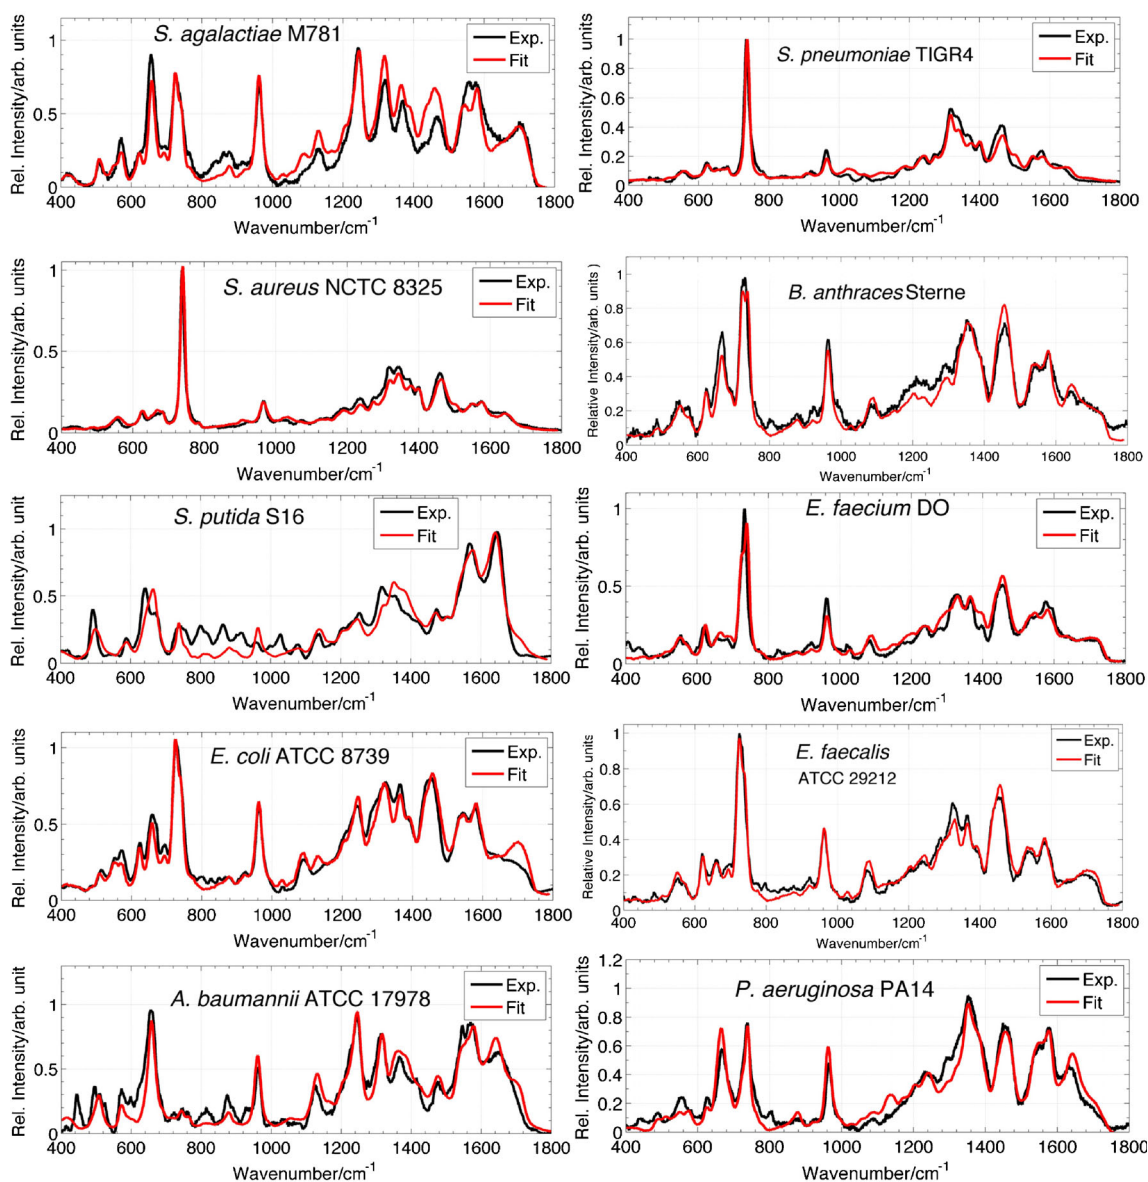 Rel. Intensity/arb. units
1
0.5
0
S. agalactiae M781
Exp.
Fit
400 600 800 1000 1200 1400 1600 1800
Wavenumber/cm⁻¹
Rel. Intensity/arb. units
1
0.8
0.6
0.4
0.2
0
S. pneumoniae TIGR4
Exp.
Fit
400 600 800 1000 1200 1400 1600 1800
Wavenumber/cm⁻¹
Rel. Intensity/arb. units
1
0.5
0
S. aureus NCTC 8325
Exp.
Fit
400 600 800 1000 1200 1400 1600 1800
Wavenumber/cm⁻¹
Relative Intensity/arb. units )
1
0.8
0.6
0.4
0.2
0
B. anthraces Sterne
Exp.
Fit
400 600 800 1000 1200 1400 1600 1800
Wavenumber/cm⁻¹
Rel. Intensity/arb. unit
1
0.5
0
S. putida S16
Exp.
Fit
400 600 800 1000 1200 1400 1600 1800
Wavenumber/cm⁻¹
Rel. Intensity/arb. units
1
0.5
0
E. faecium DO
Exp.
Fit
400 600 800 1000 1200 1400 1600 1800
Wavenumber/cm⁻¹
Rel. Intensity/arb. units
1
0.5
0
E. coli ATCC 8739
Exp.
Fit
400 600 800 1000 1200 1400 1600 1800
Wavenumber/cm⁻¹
Relative Intensity/arb. units
1
0.8
0.6
0.4
0.2
0
E. faecalis
ATCC 29212
Exp.
Fit
400 600 800 1000 1200 1400 1600 1800
Wavenumber/cm⁻¹
Rel. Intensity/arb. unit
1
0.5
0
A. baumannii ATCC 17978
Exp.
Fit
400 600 800 1000 1200 1400 1600 1800
Wavenumber/cm⁻¹
Rel. Intensity/arb. units
1.2
1
0.8
0.6
0.4
0.2
0
P. aeruginosa PA14
Exp.
Fit
400 600 800 1000 1200 1400 1600 1800
Wavenumber/cm⁻¹